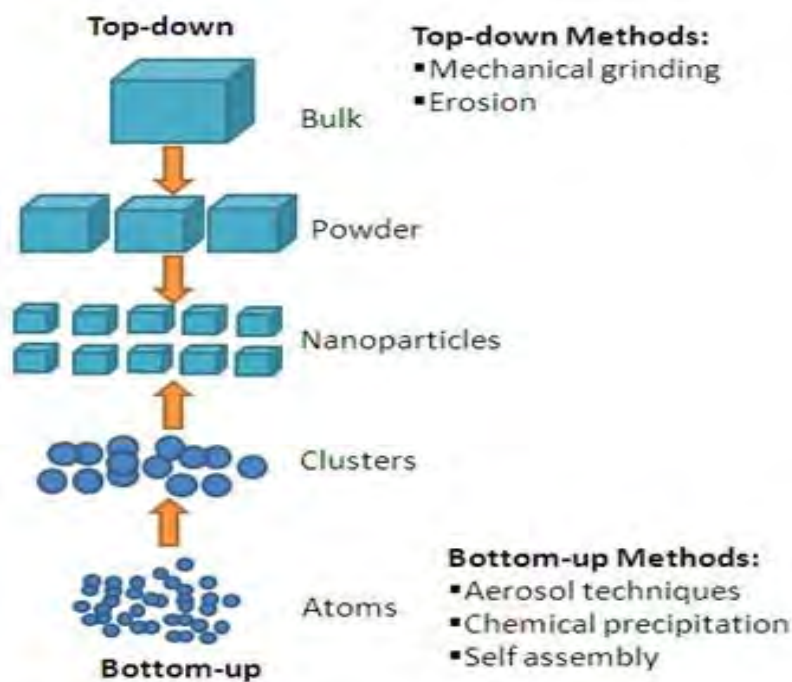 Top-down
Top-down Methods:
▪Mechanical grinding
▪Erosion
Bulk
Powder
Nanoparticles
Clusters
Atoms
Bottom-up Methods:
▪Aerosol techniques
▪Chemical precipitation
▪Self assembly
Bottom-up